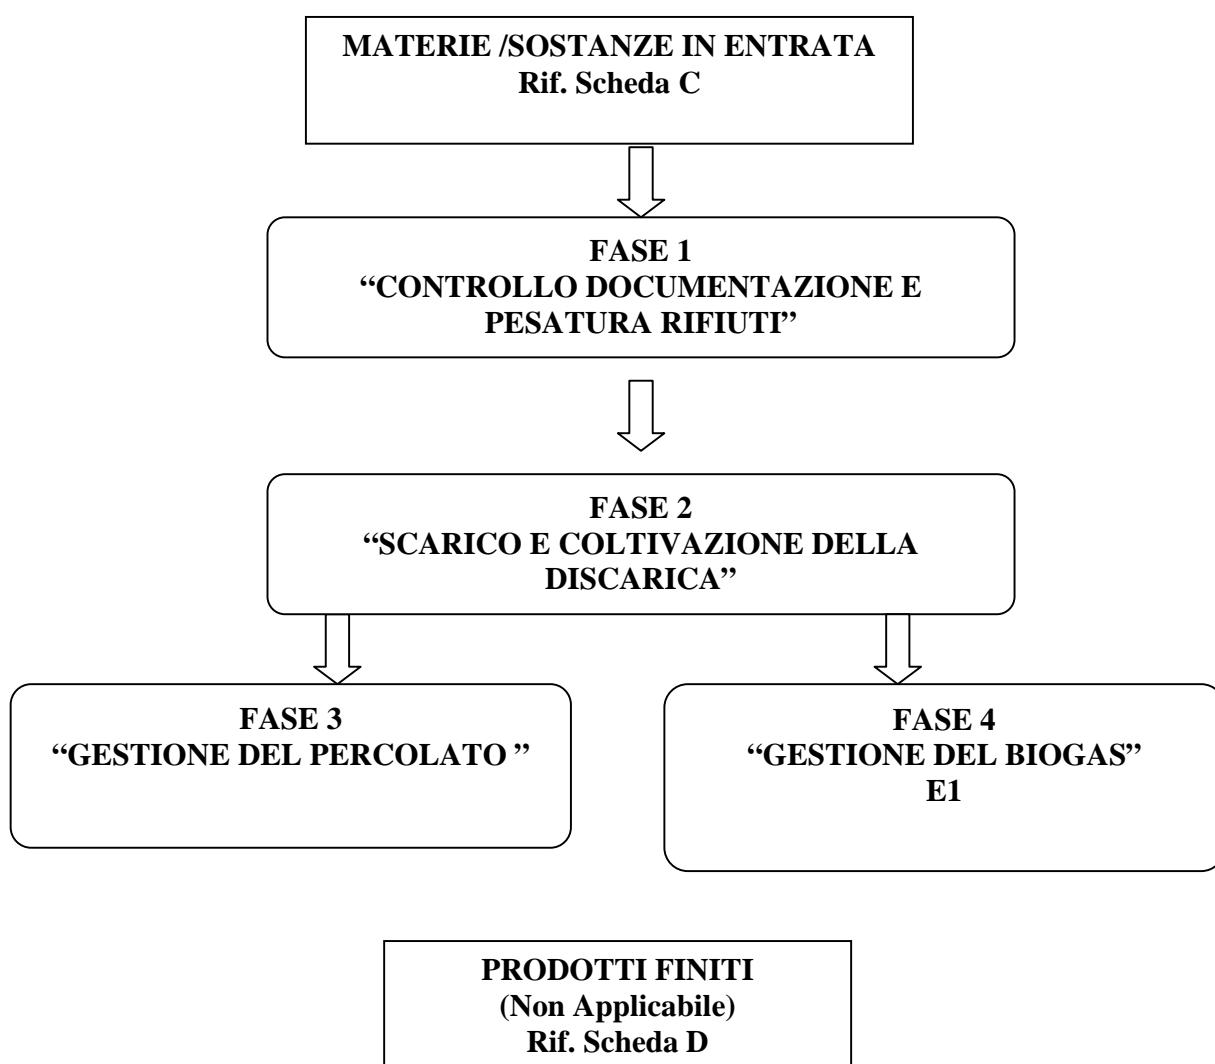 MATERIE /SOSTANZE IN ENTRATA
Rif. Scheda C
FASE 1
“CONTROLLO DOCUMENTAZIONE E
PESATURA RIFIUTI”
FASE 2
“SCARICO E COLTIVAZIONE DELLA
DISCARICA”
FASE 3
“GESTIONE DEL PERCOLATO ”
FASE 4
“GESTIONE DEL BIOGAS”
E1
PRODOTTI FINITI
(Non Applicabile)
Rif. Scheda D